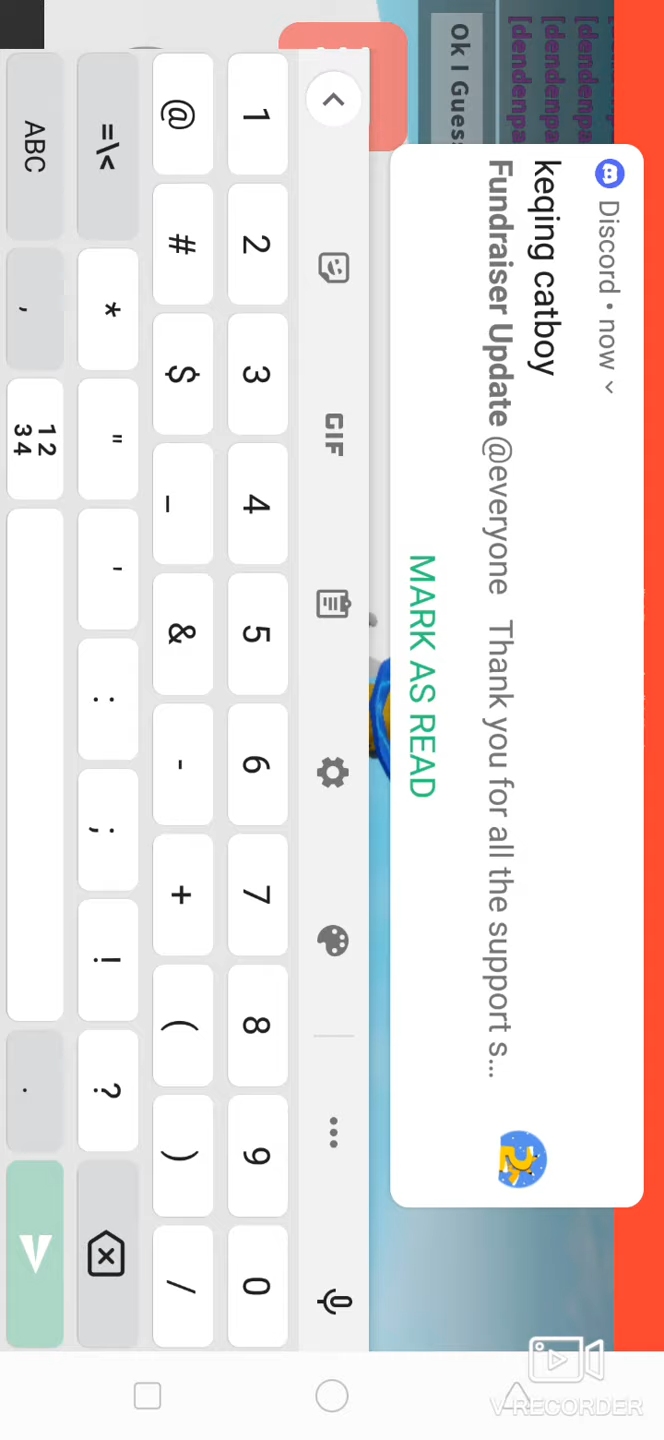 [dendenpa
[dendenpa
[dendenpa
Ok I Guess
Discord • now
keqing catboy
Fundraiser Update @everyone Thank you for all the support s...
MARK AS READ
GIF
1 2 3 4 5 6 7 8 9 0
@ # $ _ & - + ( ) /
=\< * " ' : ; ! ?
ABC , 12 34 .
V RECORDER